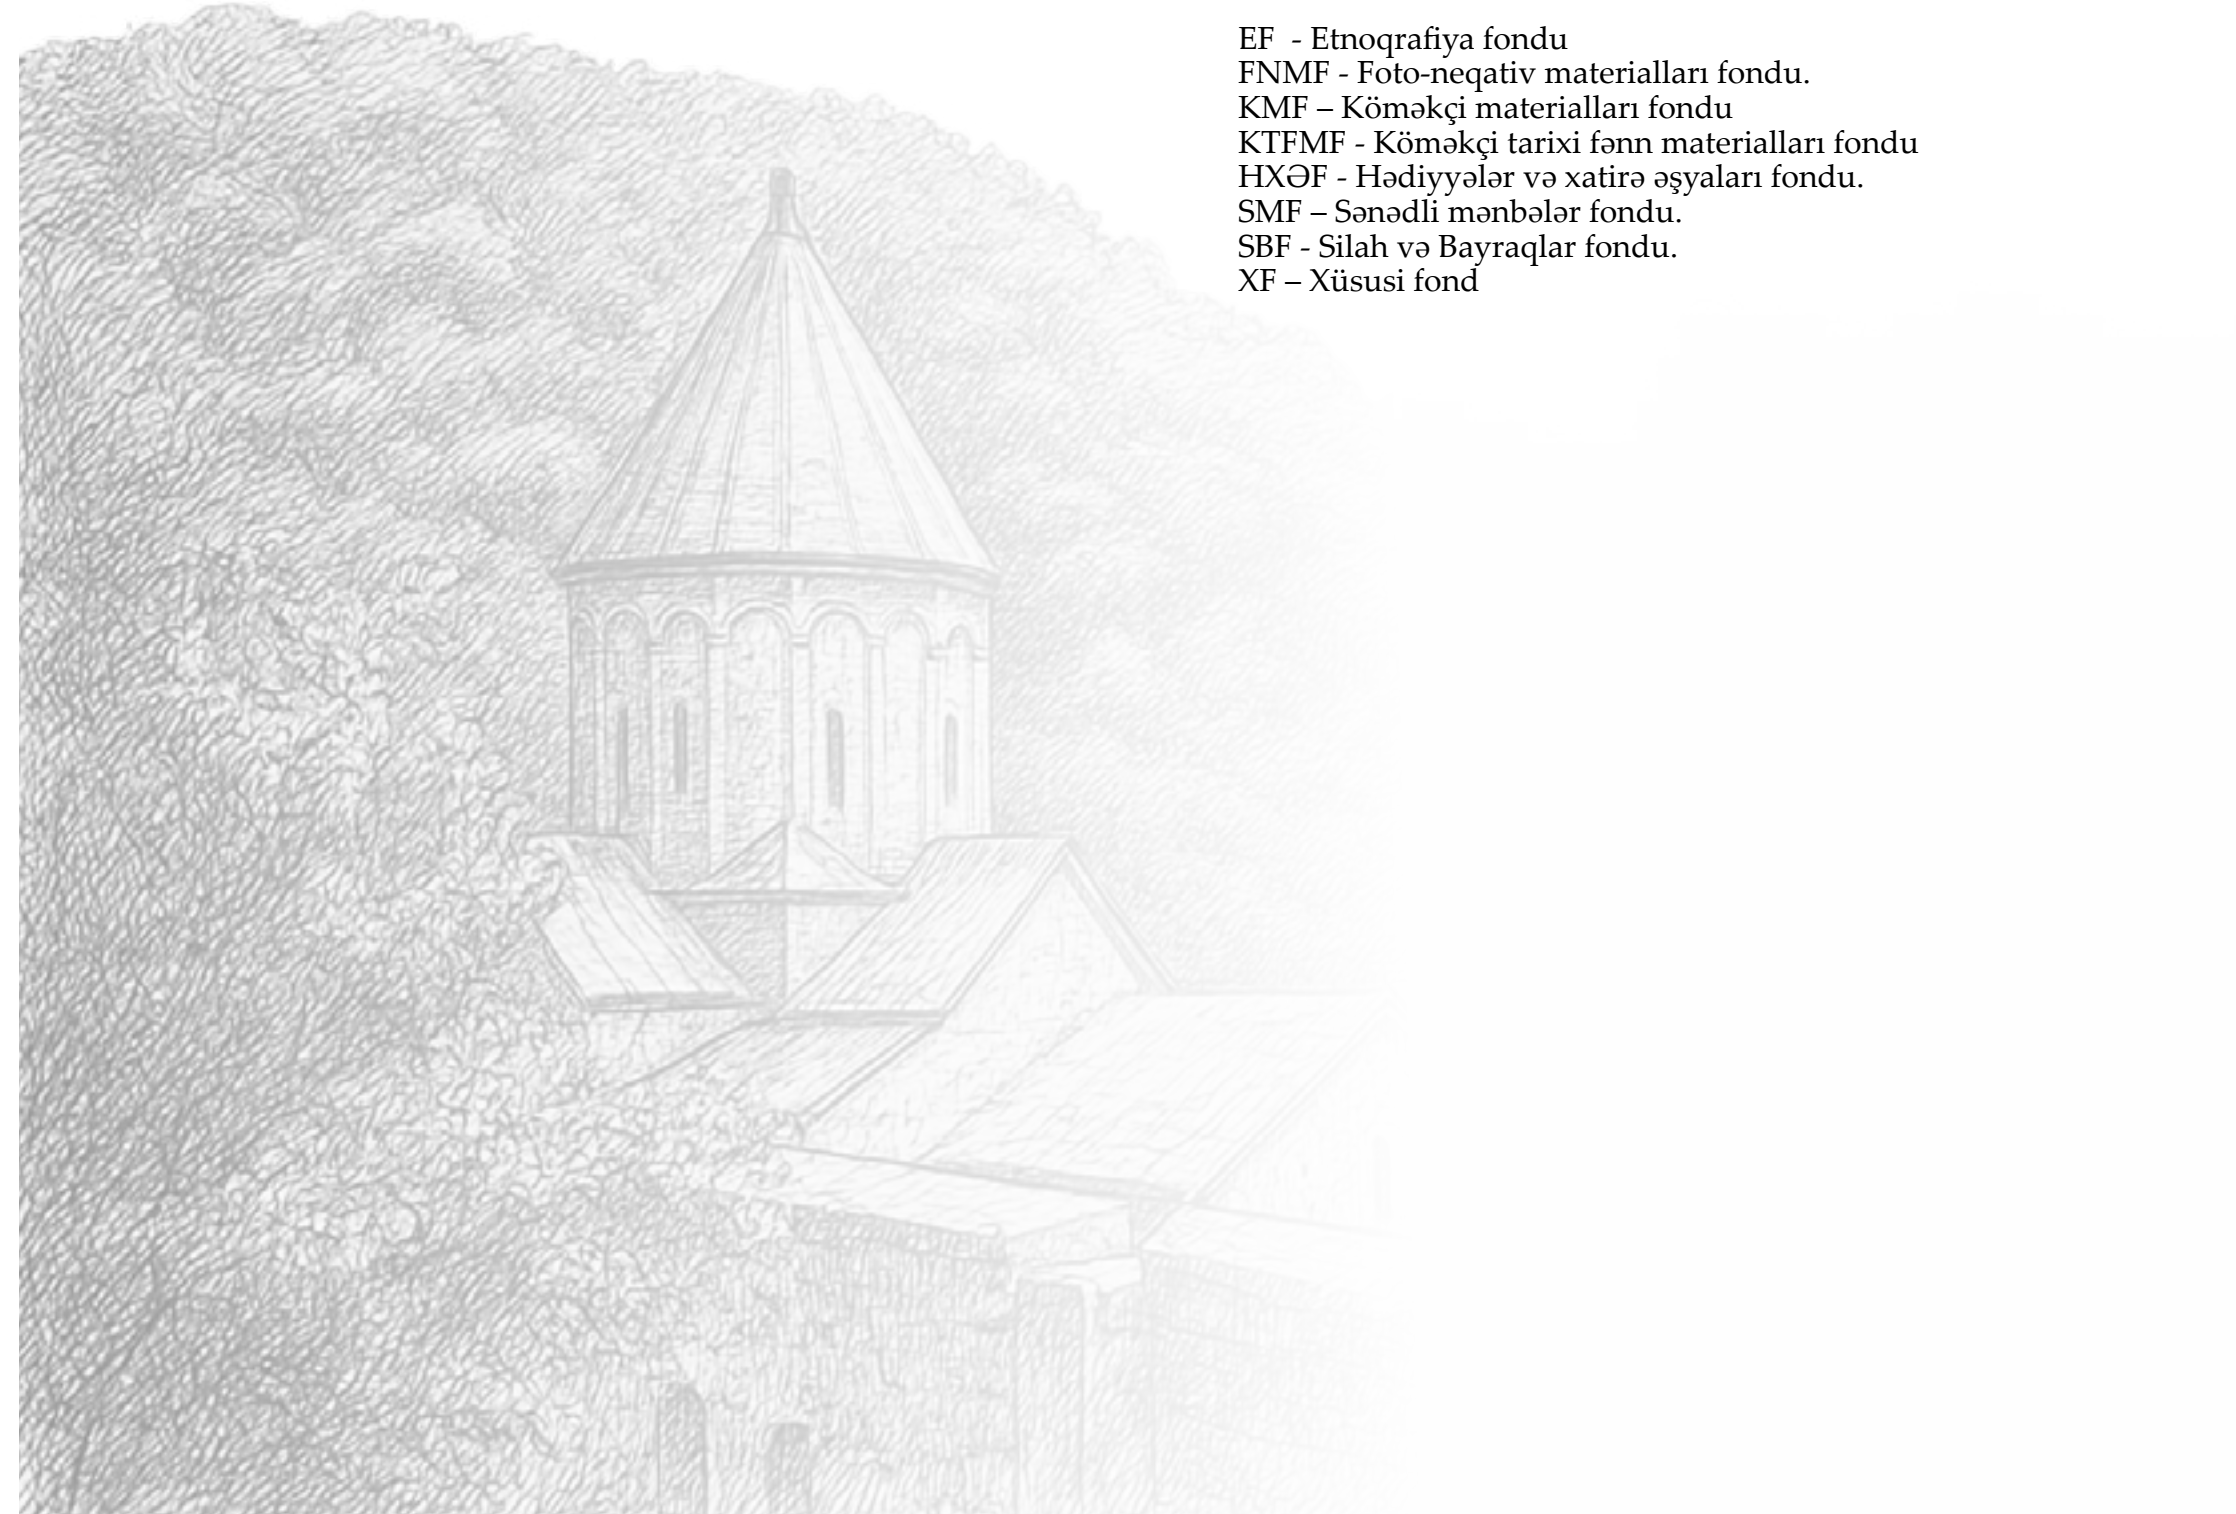 EF - Etnoqrafiya fondu
FNMF - Foto-neqativ materialları fondu.
KMF – Köməkçi materialları fondu
KTFMF - Köməkçi tarixi fənn materialları fondu
HXƏF - Hədiyyələr və xatirə əşyaları fondu.
SMF – Sənədli mənbələr fondu.
SBF - Silah və Bayraqlar fondu.
XF – Xüsusi fond